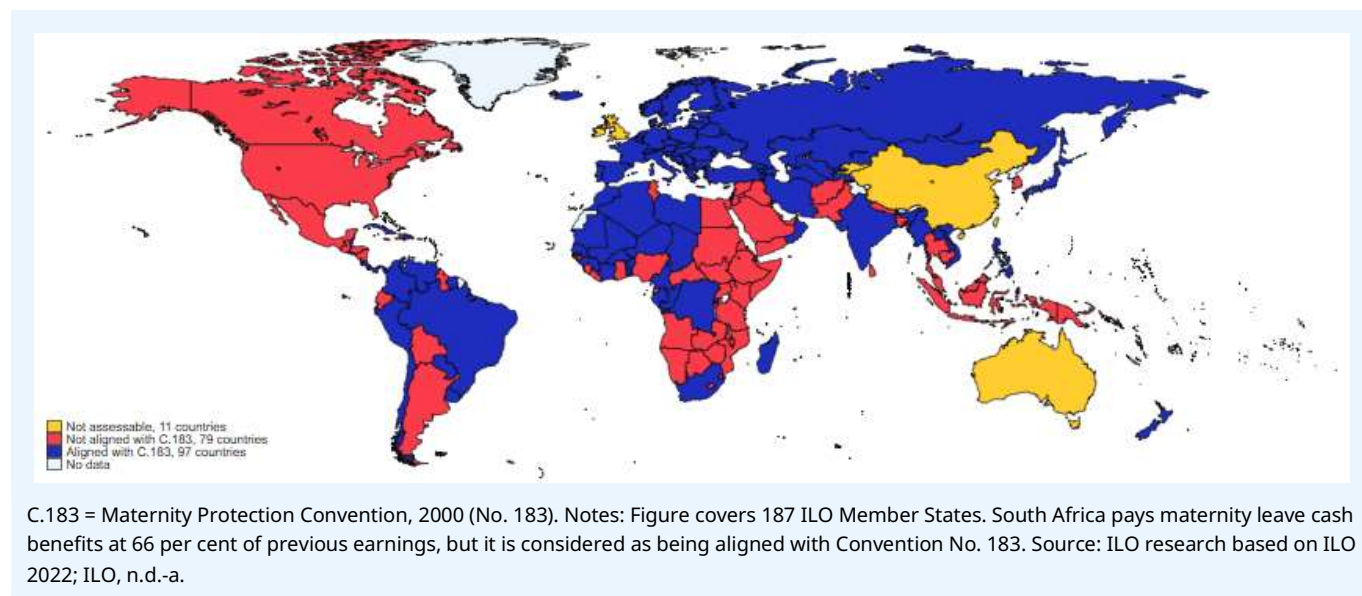 Not assessable, 11 countries
Not aligned with C.183, 79 countries
Aligned with C.183, 97 countries
No data
C.183 = Maternity Protection Convention, 2000 (No. 183). Notes: Figure covers 187 ILO Member States. South Africa pays maternity leave cash
benefits at 66 per cent of previous earnings, but it is considered as being aligned with Convention No. 183. Source: ILO research based on ILO
2022; ILO, n.d.-a.